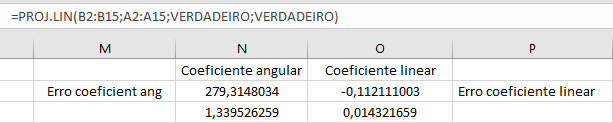 =PROJ.LIN(B2:B15;A2:A15;VERDADEIRO;VERDADEIRO)
M N O P
Coeficiente angular Coeficiente linear
Erro coeficient ang 279,3148034 -0,112111003 Erro coeficiente linear
1,339526259 0,014321659